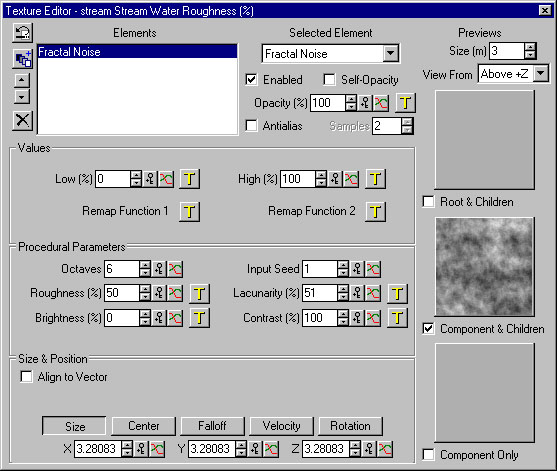 Texture Editor - stream Stream Water Roughness (%)
Elements
Fractal Noise
Selected Element
Fractal Noise
Enabled
Self-Opacity
Opacity (%) 100 T
Antialias
Samples 2
Previews
Size (m) 3
View From Above +Z
Root & Children
Component & Children
Component Only
Values
Low (%) 0 T
High (%) 100 T
Remap Function 1 T
Remap Function 2 T
Procedural Parameters
Octaves 6
Input Seed 1
Roughness (%) 50 T
Lacunarity (%) 51 T
Brightness (%) 0 T
Contrast (%) 100 T
Size & Position
Align to Vector
Size Center Falloff Velocity Rotation
X 3.28083 Y 3.28083 Z 3.28083